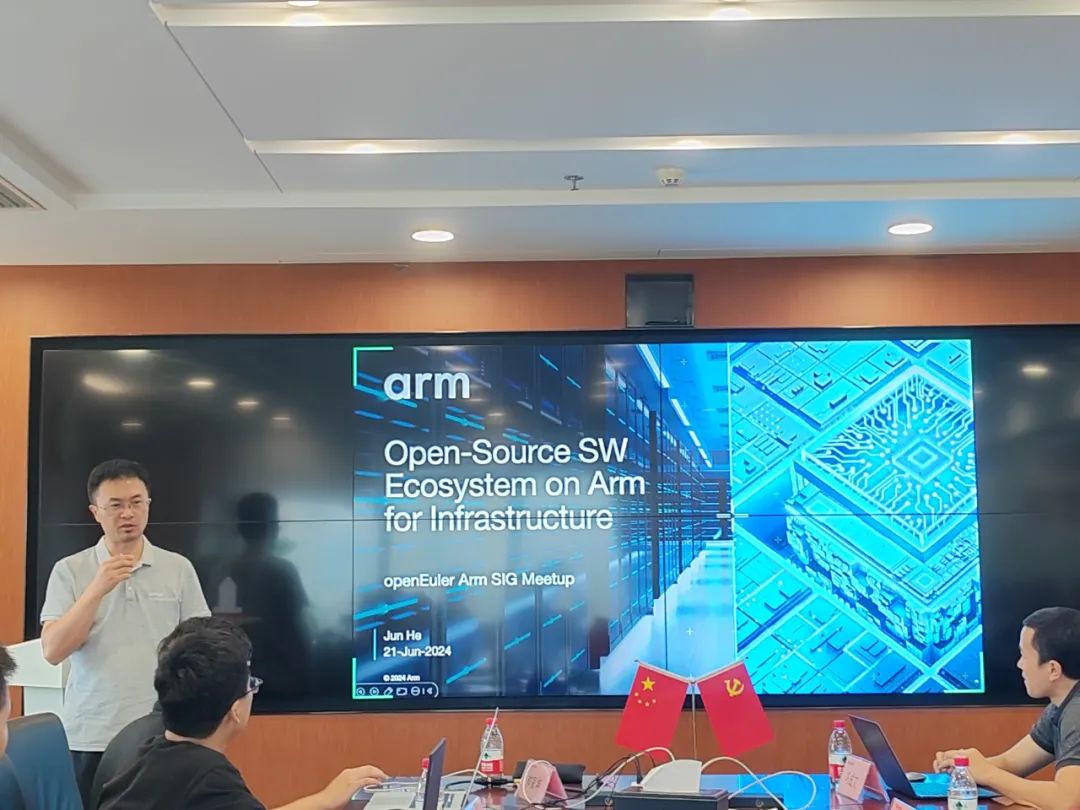 arm
Open-Source SW
Ecosystem on Arm
for Infrastructure
openEuler Arm SIG Meetup
Jun He
21-Jun-2024
© 2024 Arm